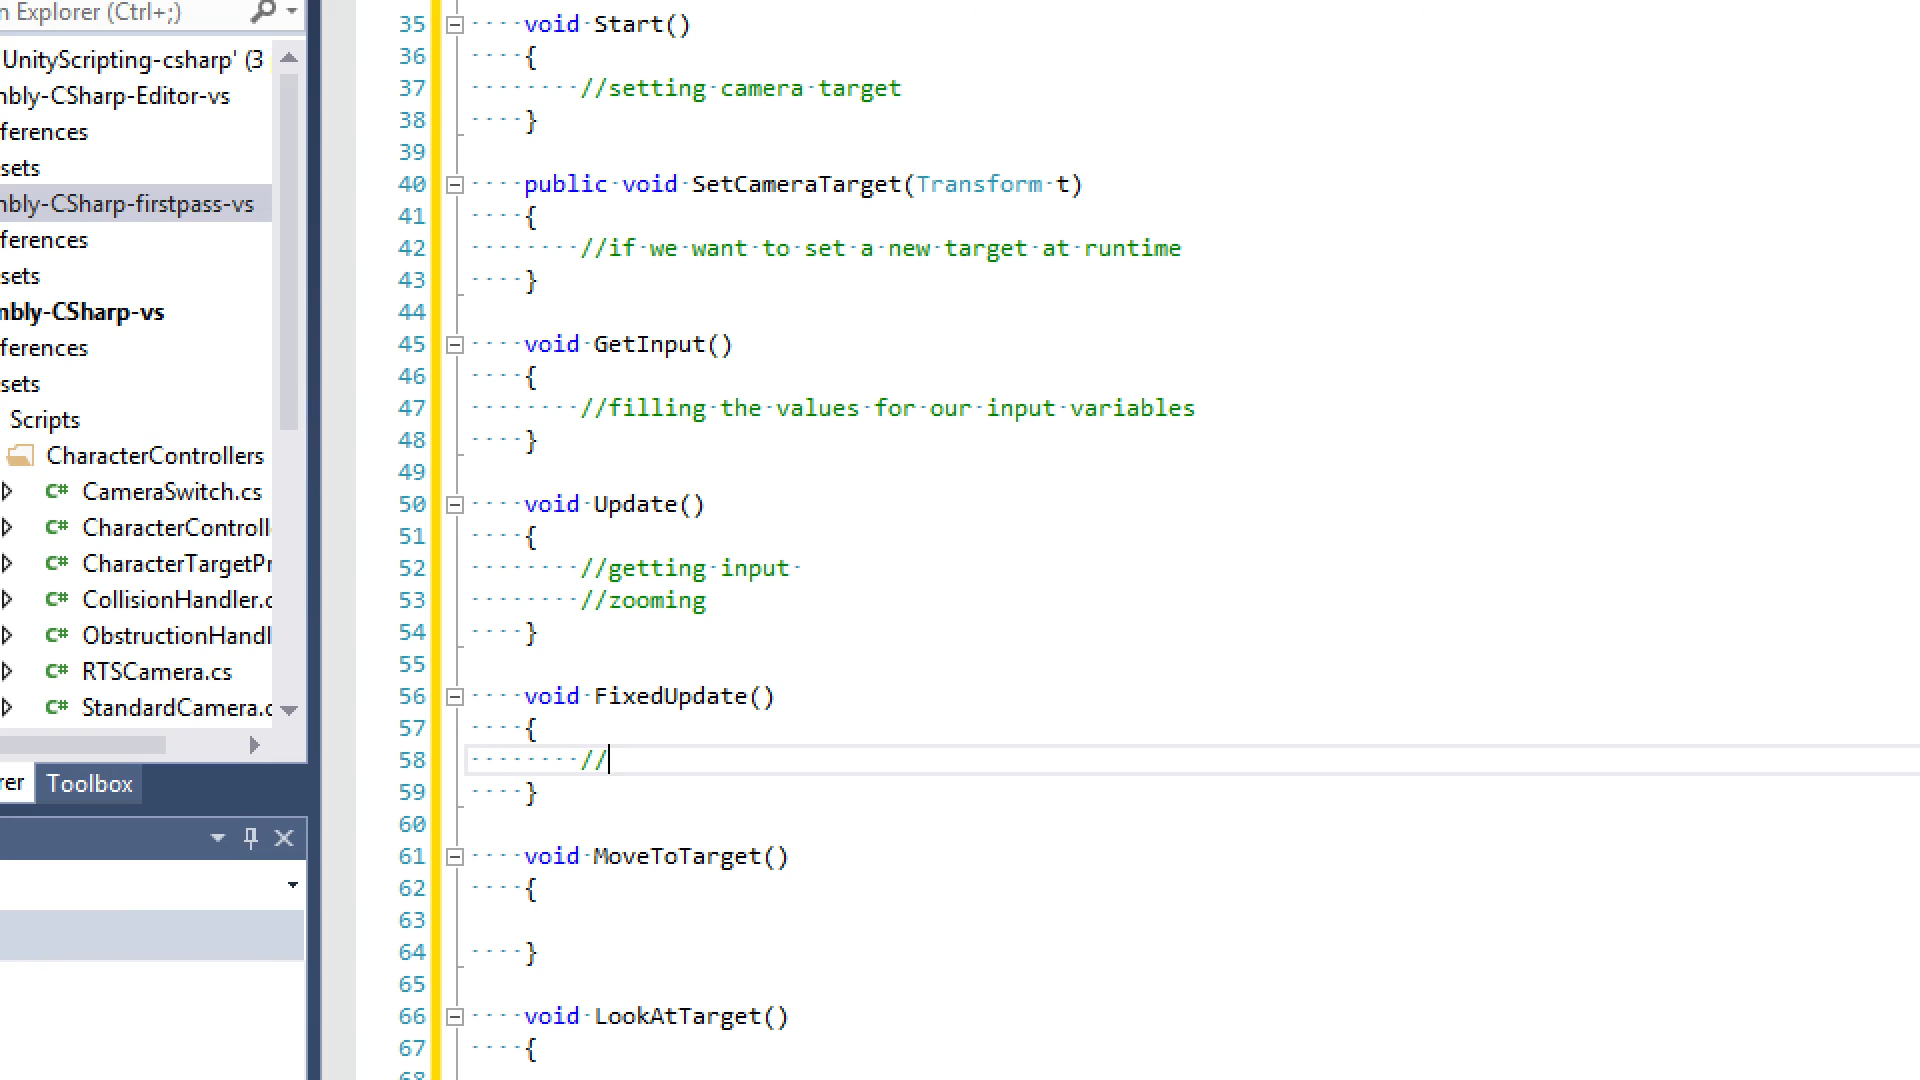 n Explorer (Ctrl+;)
UnityScripting-csharp' (3
nbly-CSharp-Editor-vs
ferences
sets
nbly-CSharp-firstpass-vs
ferences
sets
nbly-CSharp-vs
ferences
sets
Scripts
CharacterControllers
C# CameraSwitch.cs
C# CharacterControll
C# CharacterTargetPr
C# CollisionHandler.c
C# ObstructionHandl
C# RTSCamera.cs
C# StandardCamera.c
rer Toolbox
35 void Start()
36 {
37 //setting camera target
38 }
39
40 public void SetCameraTarget(Transform t)
41 {
42 //if we want to set a new target at runtime
43 }
44
45 void GetInput()
46 {
47 //filling the values for our input variables
48 }
49
50 void Update()
51 {
52 //getting input
53 //zooming
54 }
55
56 void FixedUpdate()
57 {
58 //
59 }
60
61 void MoveToTarget()
62 {
63
64 }
65
66 void LookAtTarget()
67 {
68